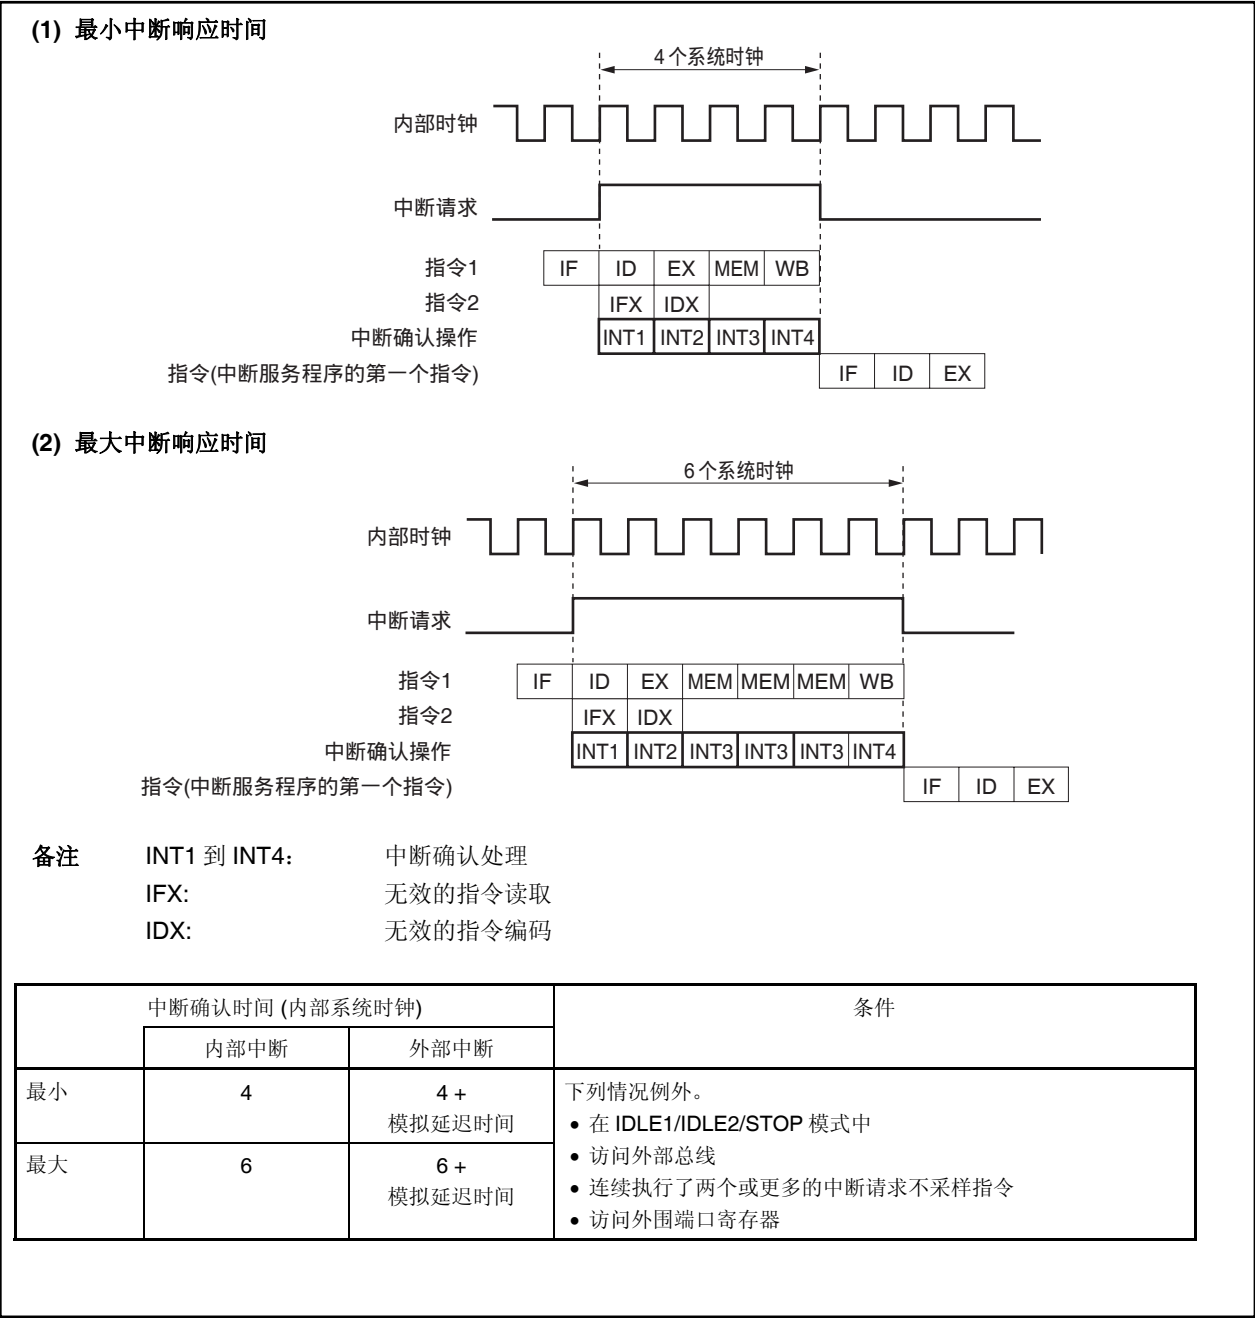 (1) 最小中断响应时间
4个系统时钟
内部时钟
中断请求
指令1 IF ID EX MEM WB
指令2 IFX IDX
中断确认操作 INT1 INT2 INT3 INT4
指令(中断服务程序的第一个指令) IF ID EX
(2) 最大中断响应时间
6个系统时钟
内部时钟
中断请求
指令1 IF ID EX MEM MEM MEM WB
指令2 IFX IDX
中断确认操作 INT1 INT2 INT3 INT3 INT3 INT4
指令(中断服务程序的第一个指令) IF ID EX
备注 INT1 到 INT4： 中断确认处理
IFX: 无效的指令读取
IDX: 无效的指令编码
中断确认时间 (内部系统时钟) 条件
内部中断 外部中断
最小 4 4 +
模拟延迟时间
最大 6 6 +
模拟延迟时间
下列情况例外。
• 在 IDLE1/IDLE2/STOP 模式中
• 访问外部总线
• 连续执行了两个或更多的中断请求不采样指令
• 访问外围端口寄存器